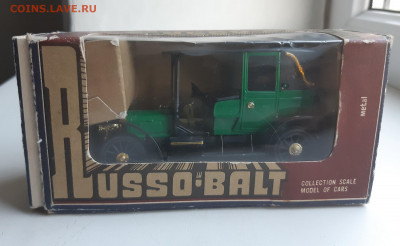 COINS.LAVE.RU
RUSSO-BALT
metal
COLLECTION SCALE
MODEL OF CARS